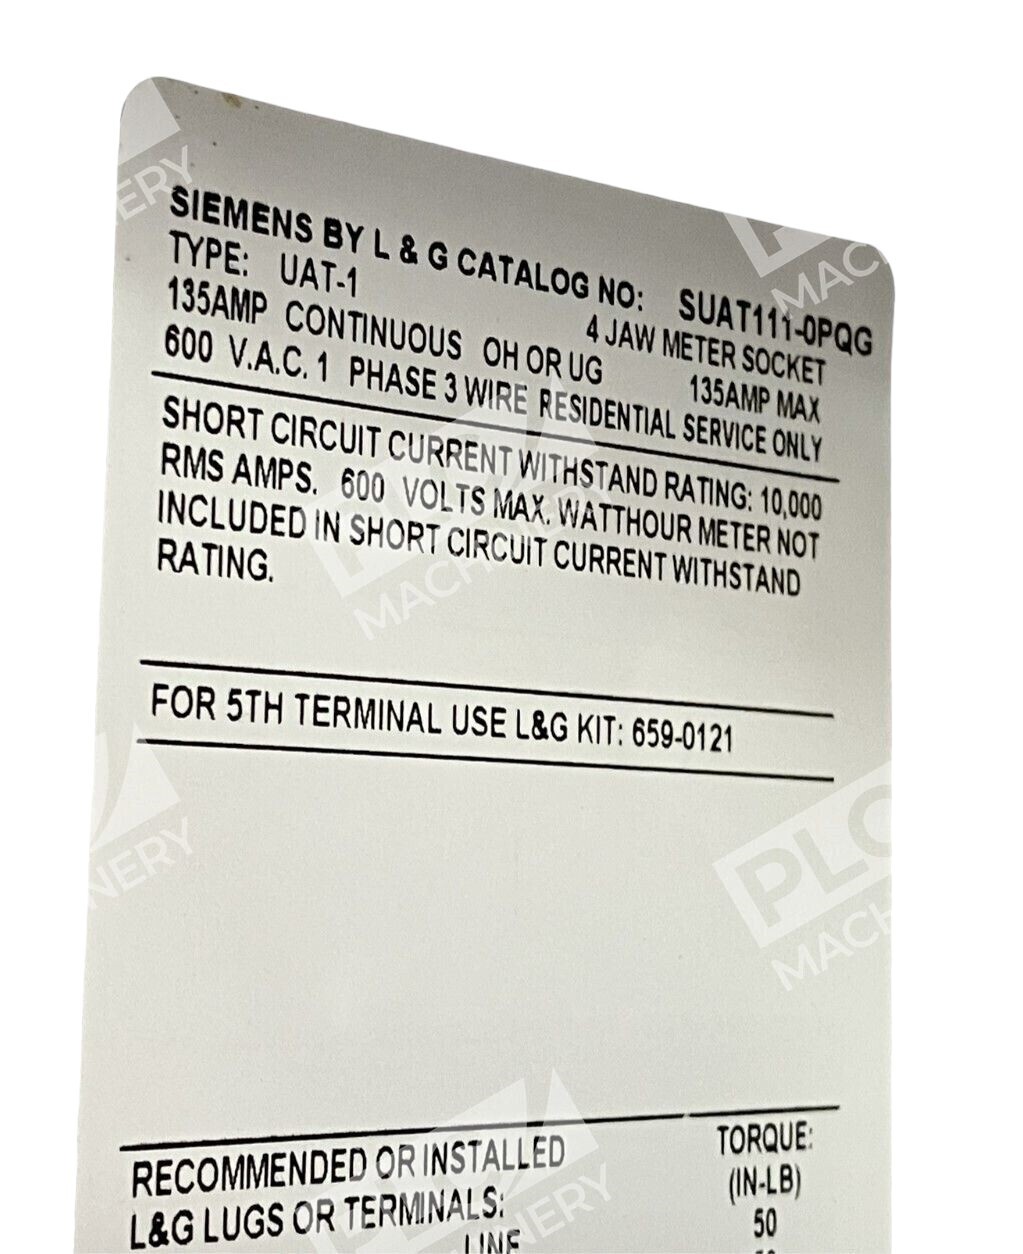 SIEMENS BY L & G CATALOG NO: SUAT111-0PQG
TYPE: UAT-1 4 JAW METER SOCKET
135AMP CONTINUOUS OH OR UG 135AMP MAX
600 V.A.C. 1 PHASE 3 WIRE RESIDENTIAL SERVICE ONLY
SHORT CIRCUIT CURRENT WITHSTAND RATING: 10,000
RMS AMPS. 600 VOLTS MAX. WATTHOUR METER NOT
INCLUDED IN SHORT CIRCUIT CURRENT WITHSTAND
RATING.
FOR 5TH TERMINAL USE L&G KIT: 659-0121
RECOMMENDED OR INSTALLED TORQUE:
L&G LUGS OR TERMINALS: (IN-LB)
LINE 50
PLC
MACHINERY